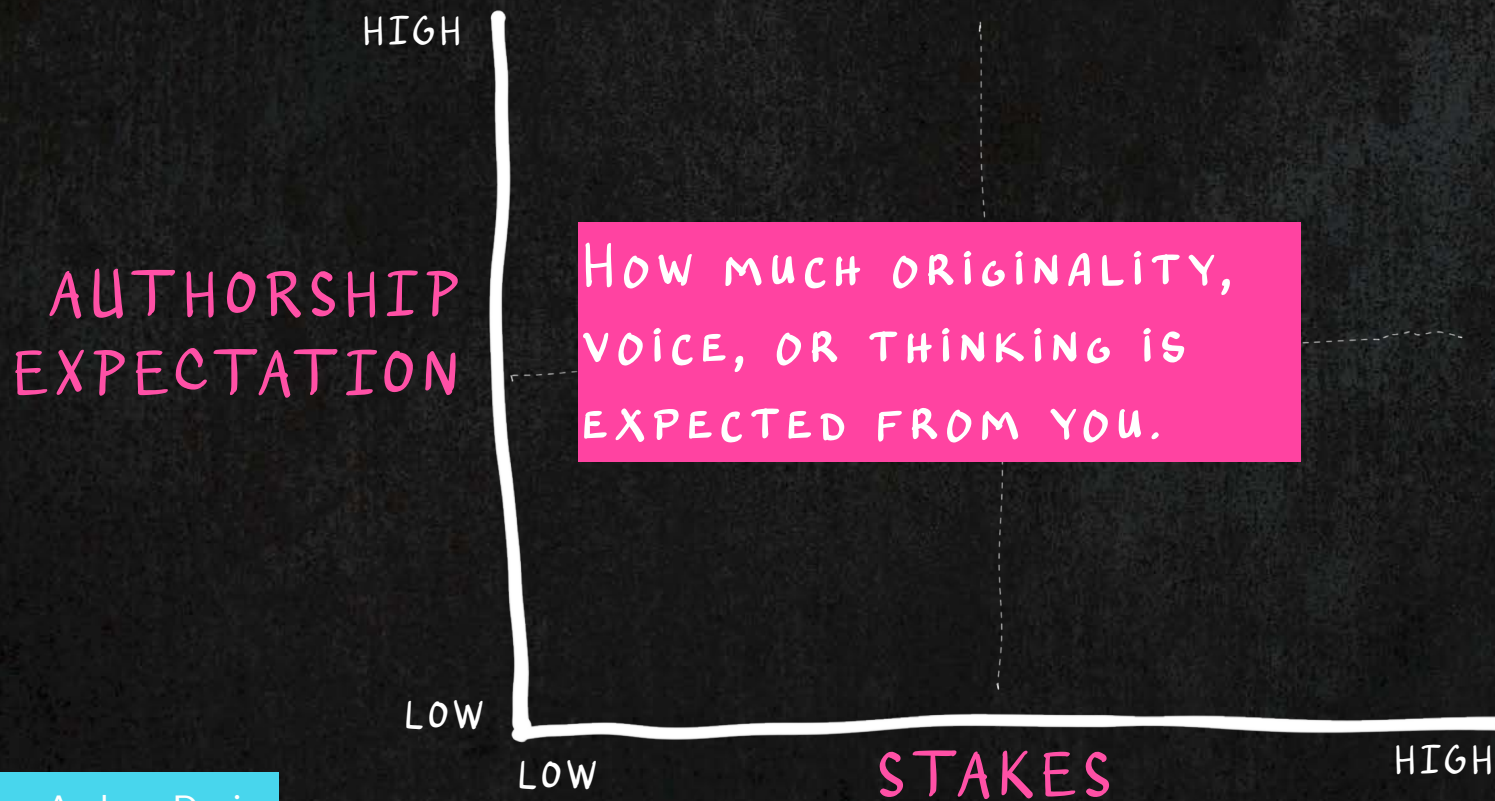 HIGH
AUTHORSHIP
EXPECTATION
HOW MUCH ORIGINALITY,
VOICE, OR THINKING IS
EXPECTED FROM YOU.
LOW
LOW
STAKES
HIGH